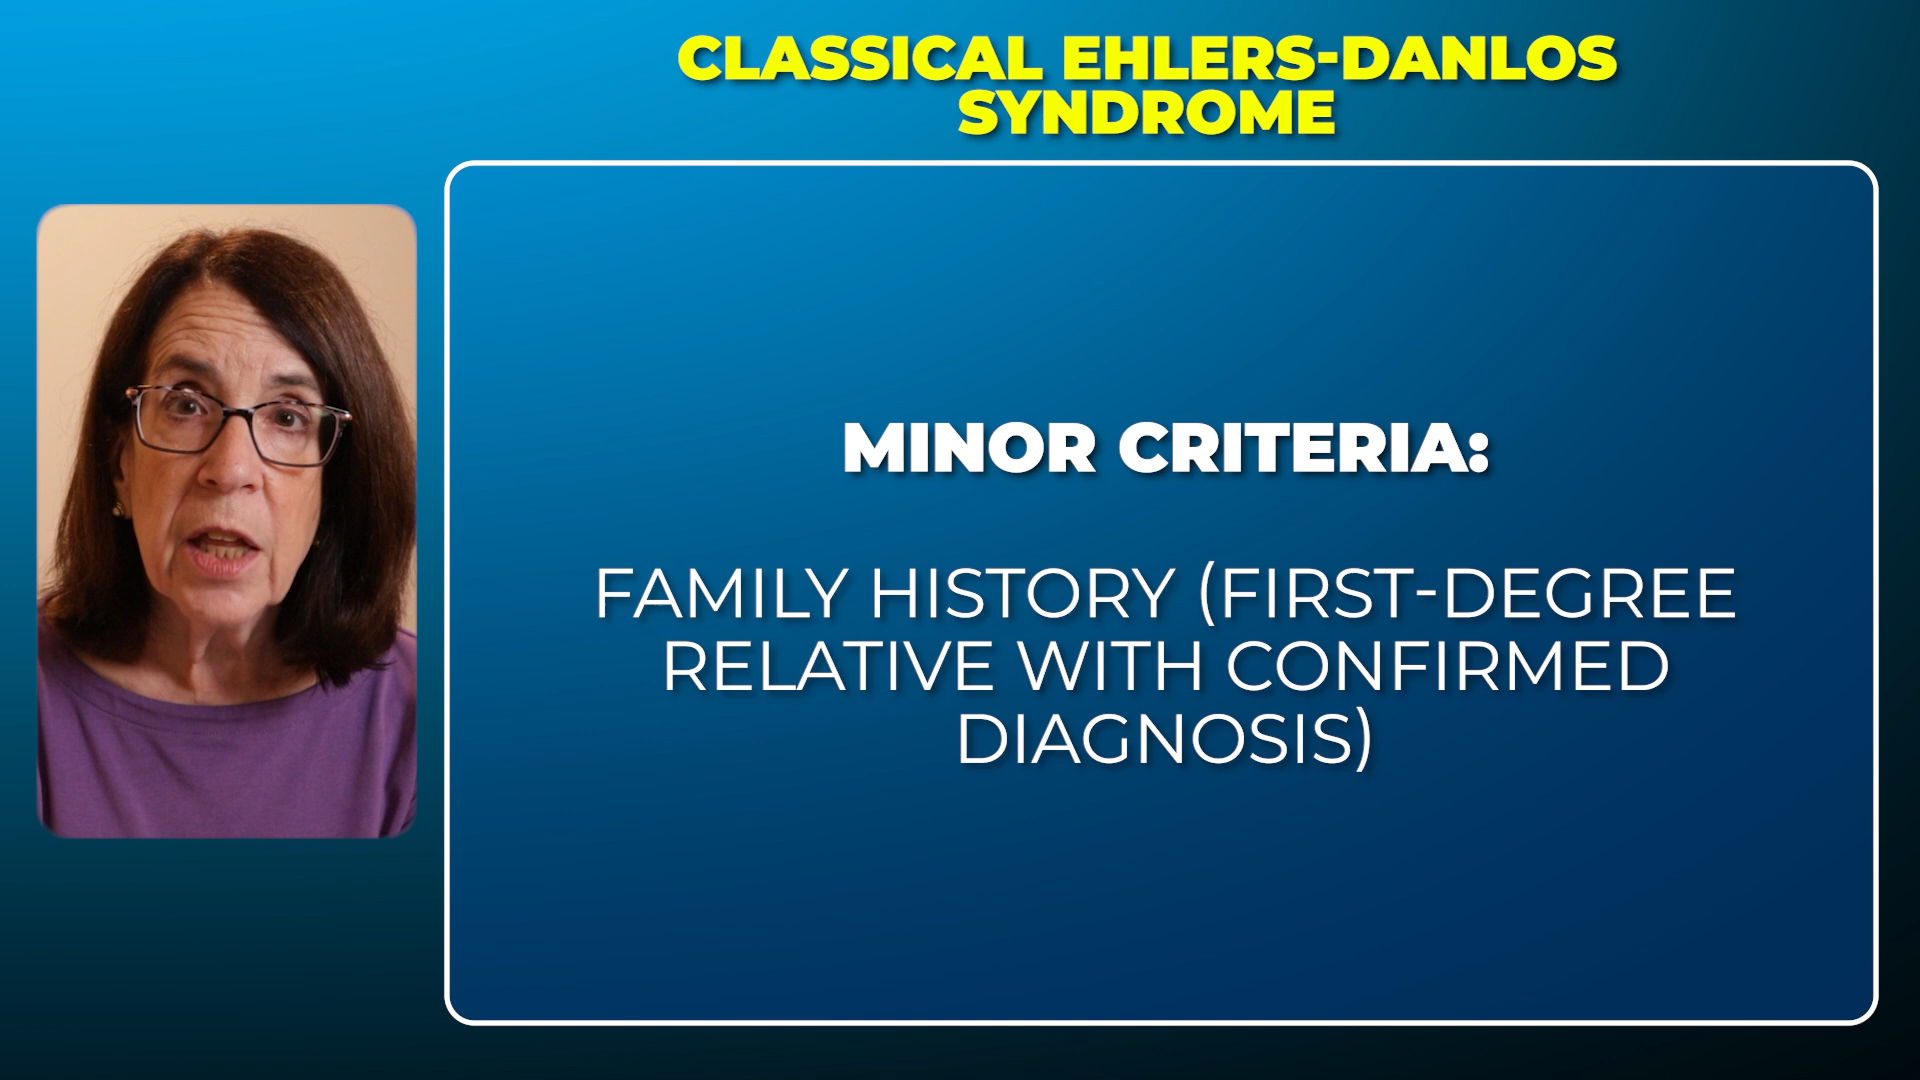 CLASSICAL EHLERS-DANLOS
SYNDROME
MINOR CRITERIA:
FAMILY HISTORY (FIRST-DEGREE
RELATIVE WITH CONFIRMED
DIAGNOSIS)